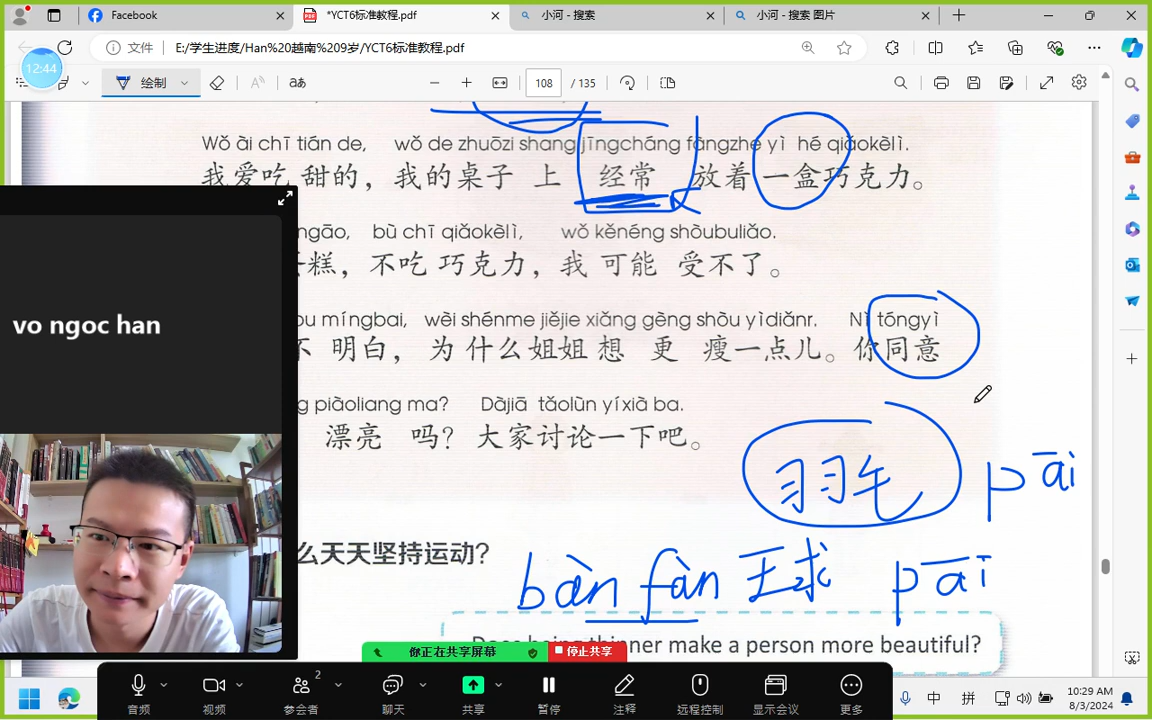 Facebook
*YCT6标准教程.pdf
小河 - 搜索
小河 - 搜索 图片
文件
E:/学生进度/Han%20越南%209岁/YCT6标准教程.pdf
12:44
绘制
aあ
108 / 135
Wǒ ài chī tián de, wǒ de zhuōzi shang jīngcháng fàngzhe yì hé qiǎokèlì.
我爱吃 甜的，我的桌子 上 经常 放着 一盒巧克力。
ngāo, bù chī qiǎokèlì, wǒ kěnéng shòubuliǎo.
糕，不吃 巧克力，我 可能 受不了。
ou míngbai, wèi shénme jiějie xiǎng gèng shòu yìdiǎnr. Nǐ tóngyì
不 明白，为 什么姐姐 想 更 瘦一点儿。你同意
g piàoliang ma? Dàjiā tǎolùn yíxià ba.
漂亮 吗？大家讨论一下吧。
vo ngoc han
羽毛 pāi
么天天坚持运动？
bàn fàn 王求 pāi
Does being thinner make a person more beautiful?
你正在共享屏幕 停止共享
音频
视频
参会者 2
聊天
共享
暂停
注释
远程控制
显示会议
更多
中 拼
10:29 AM
8/3/2024